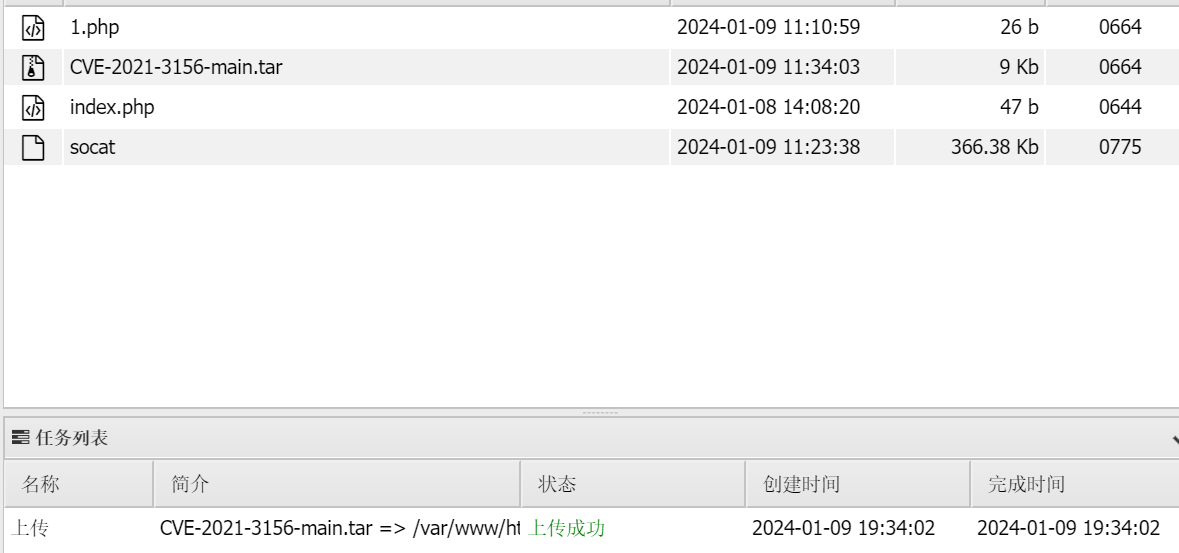 1.php 2024-01-09 11:10:59 26 b 0664
CVE-2021-3156-main.tar 2024-01-09 11:34:03 9 Kb 0664
index.php 2024-01-08 14:08:20 47 b 0644
socat 2024-01-09 11:23:38 366.38 Kb 0775
任务列表
名称 简介 状态 创建时间 完成时间
上传 CVE-2021-3156-main.tar => /var/www/ht 上传成功 2024-01-09 19:34:02 2024-01-09 19:34:02